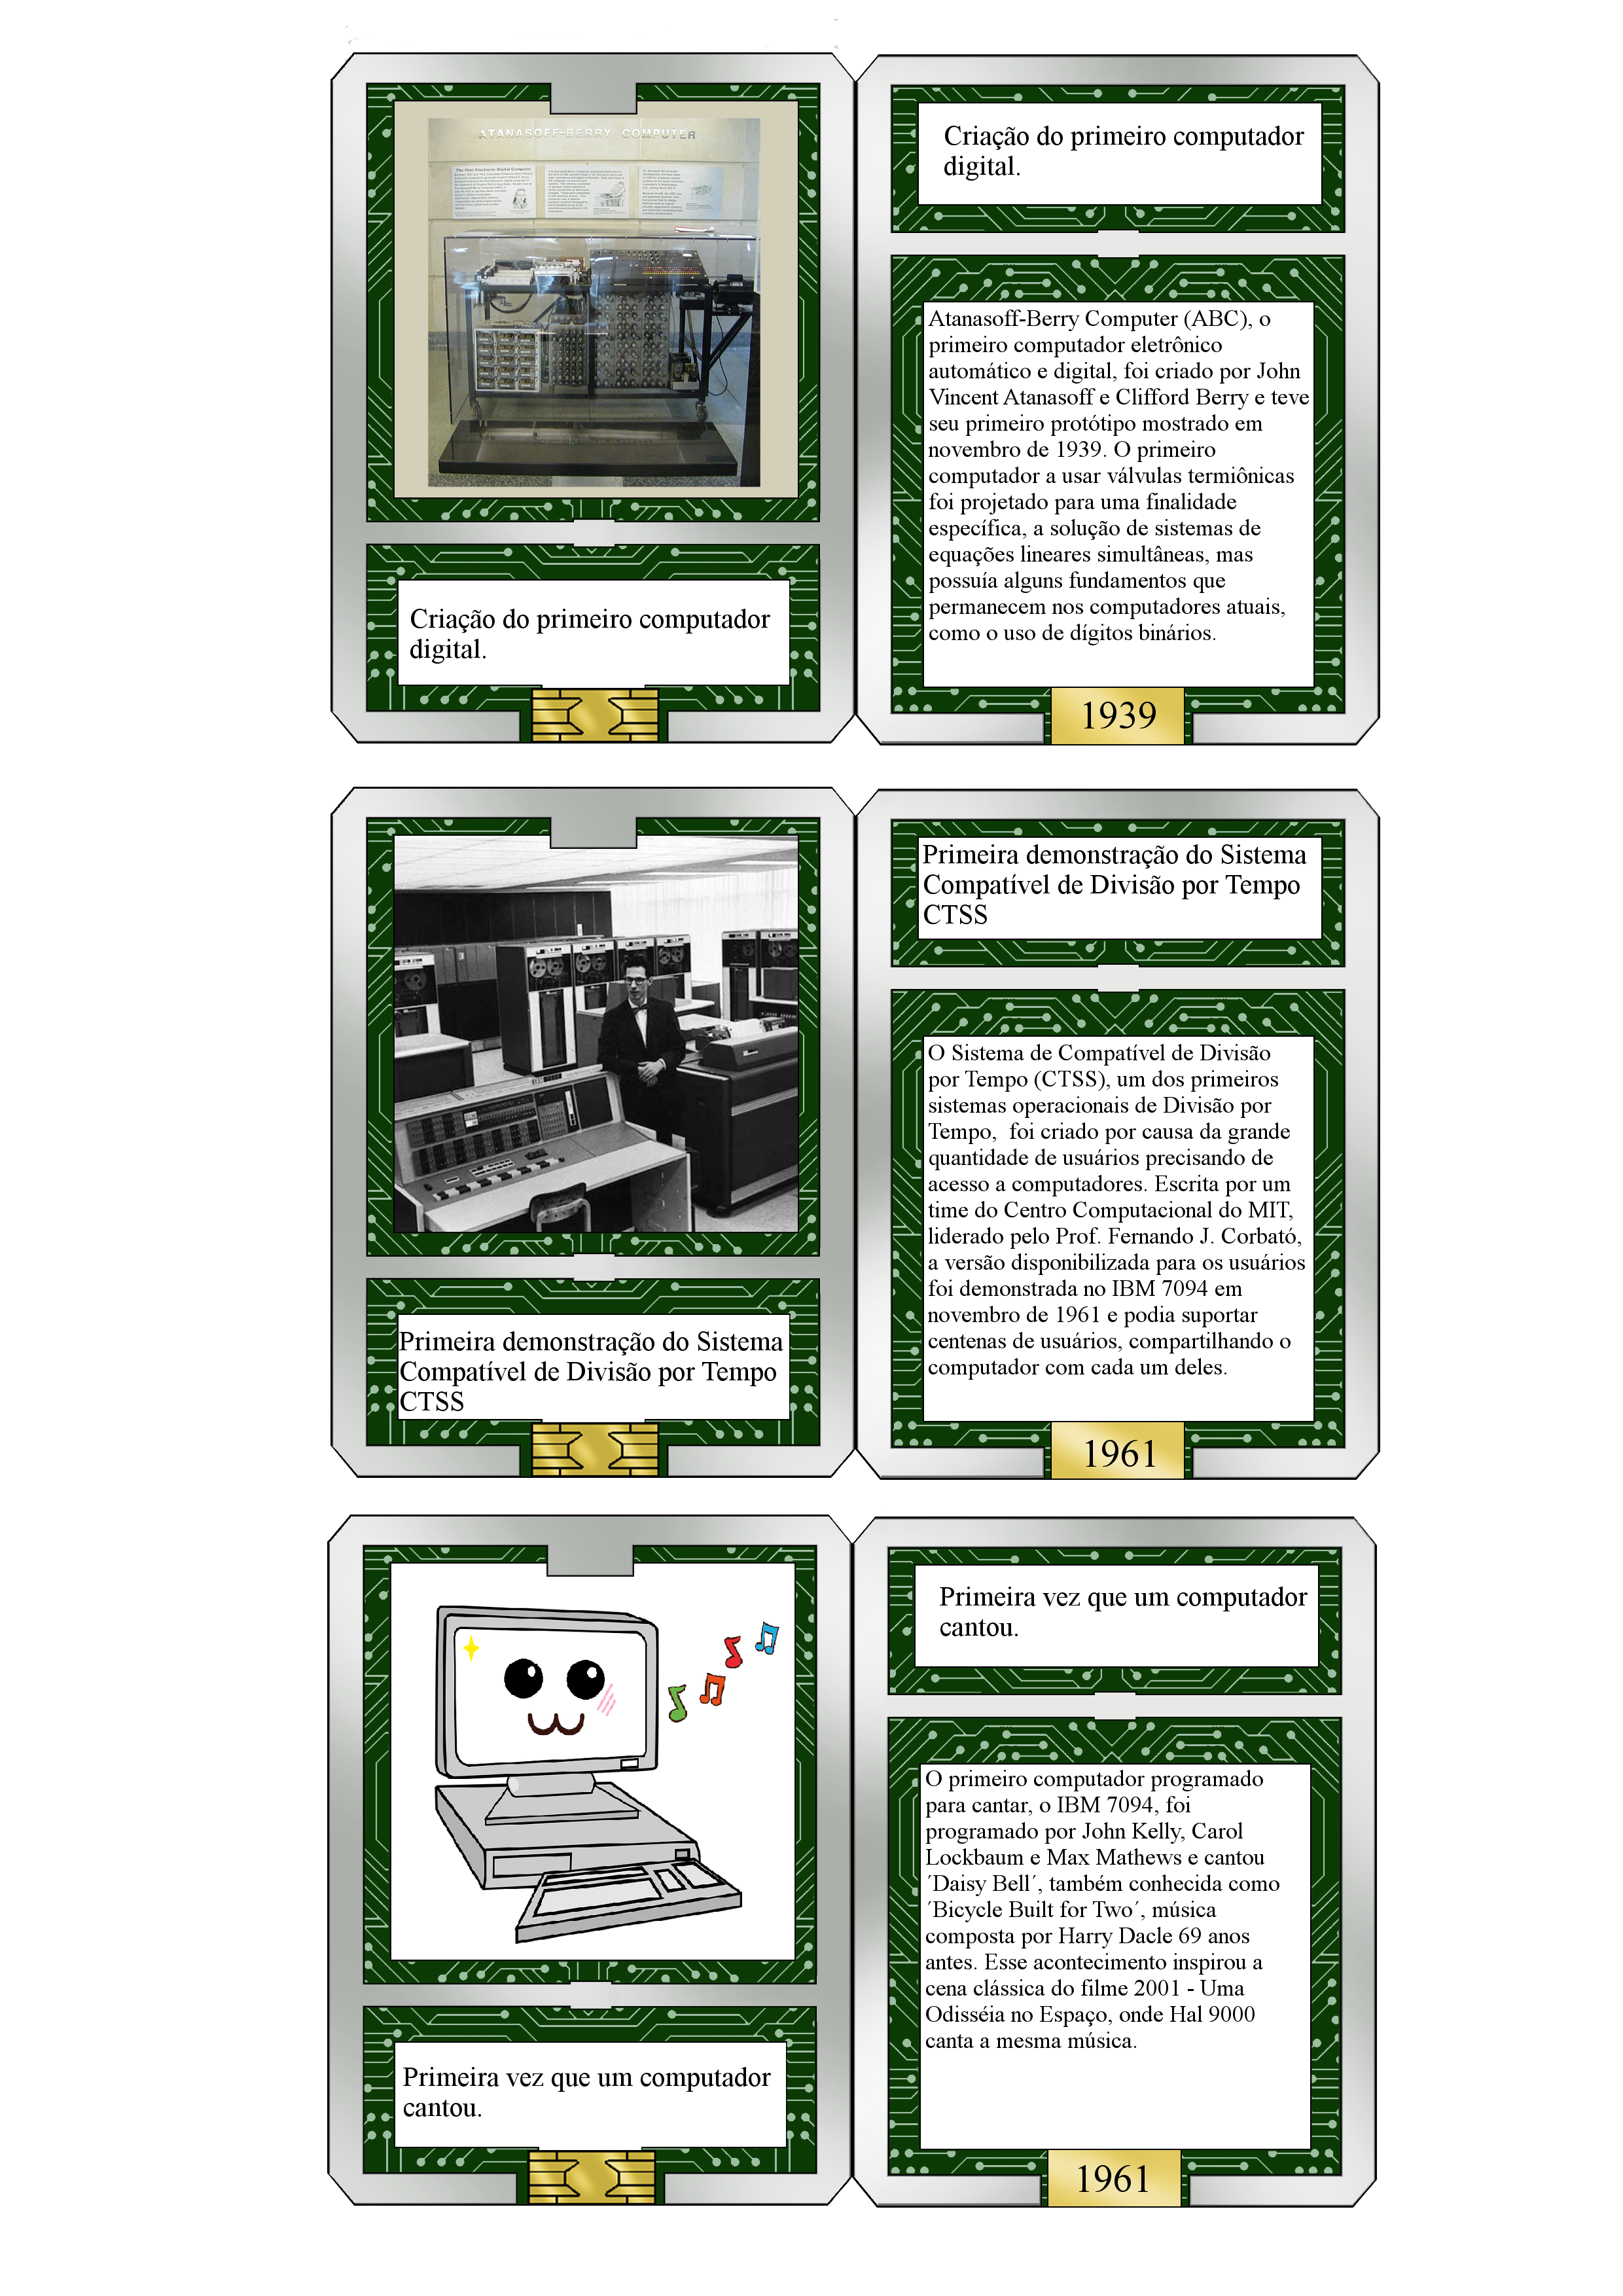 ATANASOFF-BERRY COMPUTER
The First Electronic Digital Computer
Criação do primeiro computador
digital.
Criação do primeiro computador
digital.
Atanasoff-Berry Computer (ABC), o
primeiro computador eletrônico
automático e digital, foi criado por John
Vincent Atanasoff e Clifford Berry e teve
seu primeiro protótipo mostrado em
novembro de 1939. O primeiro
computador a usar válvulas termiônicas
foi projetado para uma finalidade
específica, a solução de sistemas de
equações lineares simultâneas, mas
possuía alguns fundamentos que
permanecem nos computadores atuais,
como o uso de dígitos binários.
1939
Primeira demonstração do Sistema
Compatível de Divisão por Tempo
CTSS
Primeira demonstração do Sistema
Compatível de Divisão por Tempo
CTSS
O Sistema de Compatível de Divisão
por Tempo (CTSS), um dos primeiros
sistemas operacionais de Divisão por
Tempo,  foi criado por causa da grande
quantidade de usuários precisando de
acesso a computadores. Escrita por um
time do Centro Computacional do MIT,
liderado pelo Prof. Fernando J. Corbató,
a versão disponibilizada para os usuários
foi demonstrada no IBM 7094 em
novembro de 1961 e podia suportar
centenas de usuários, compartilhando o
computador com cada um deles.
1961
Primeira vez que um computador
cantou.
Primeira vez que um computador
cantou.
O primeiro computador programado
para cantar, o IBM 7094, foi
programado por John Kelly, Carol
Lockbaum e Max Mathews e cantou
´Daisy Bell´, também conhecida como
´Bicycle Built for Two´, música
composta por Harry Dacle 69 anos
antes. Esse acontecimento inspirou a
cena clássica do filme 2001 - Uma
Odisséia no Espaço, onde Hal 9000
canta a mesma música.
1961